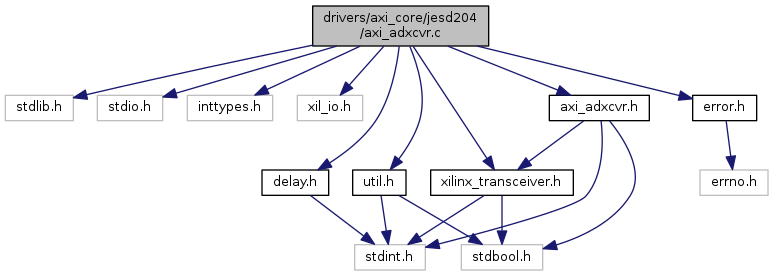 drivers/axi_core/jesd204
/axi_adxcvr.c
stdlib.h
stdio.h
inttypes.h
xil_io.h
axi_adxcvr.h
error.h
delay.h
util.h
xilinx_transceiver.h
errno.h
stdint.h
stdbool.h